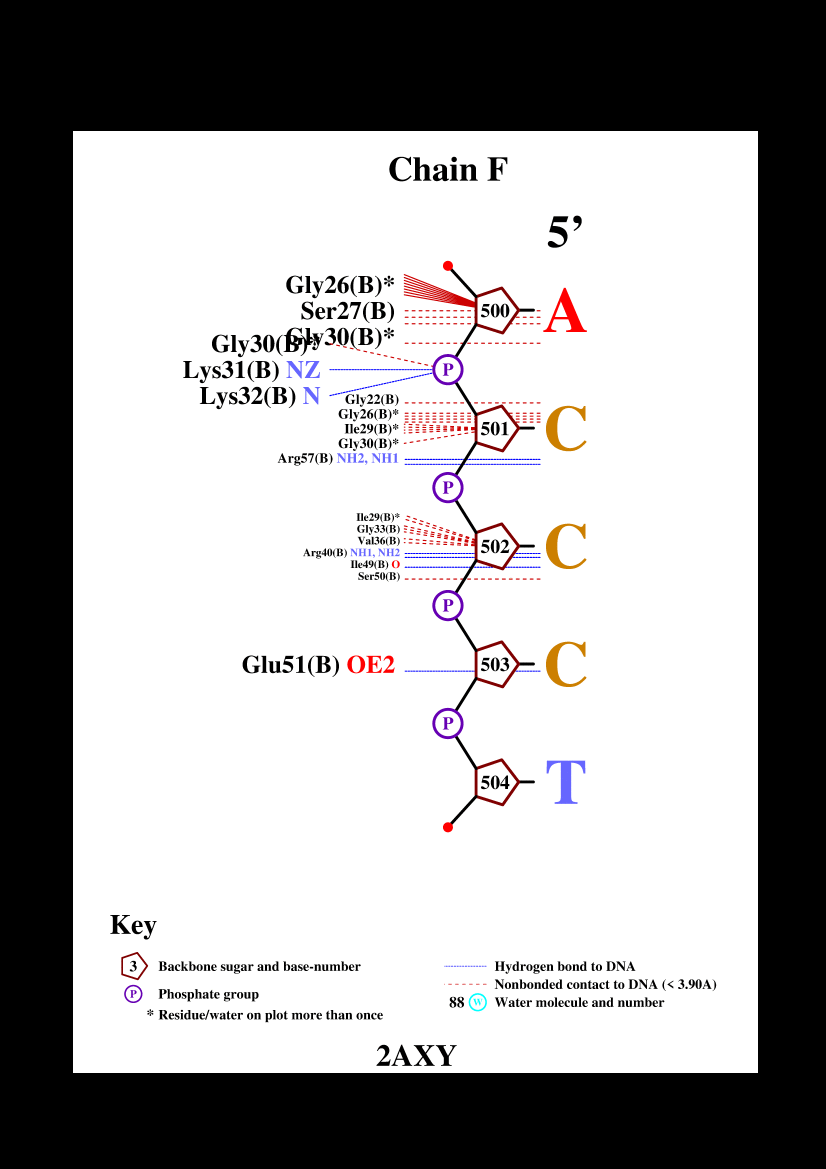 Chain F
5’
Gly26(B)*
500
A
Ser27(B)
Gly30(B)*
Gly30(B)*
P
Lys31(B) NZ
Lys32(B) N
Gly22(B)
Gly26(B)*
501
C
Ile29(B)*
Gly30(B)*
Arg57(B) NH2, NH1
P
Ile29(B)*
Gly33(B)
Val36(B)
502
C
Arg40(B) NH1, NH2
Ile49(B) O
Ser50(B)
P
Glu51(B) OE2
503
C
P
504
T
Key
3 Backbone sugar and base-number
P Phosphate group
* Residue/water on plot more than once
Hydrogen bond to DNA
Nonbonded contact to DNA (< 3.90A)
88 W Water molecule and number
2AXY